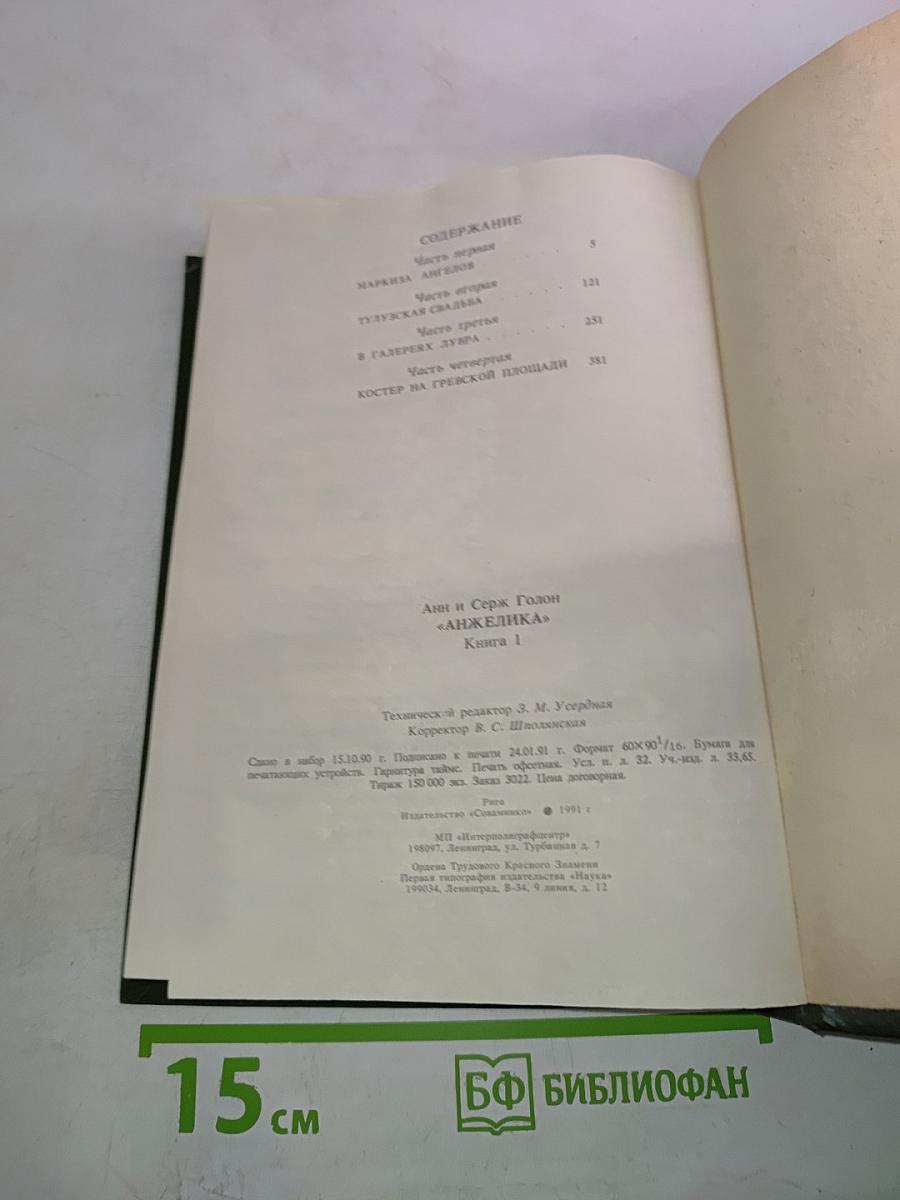 СОДЕРЖАНИЕ
Часть первая
МАРКИЗА АНГЕЛОВ . . . . . . 5
Часть вторая
ТУЛУЗСКАЯ СВАДЬБА . . . . . . 121
Часть третья
В ГАЛЕРЕЯХ ЛУВРА . . . . . . 251
Часть четвертая
КОСТЕР НА ГРЕВСКОЙ ПЛОЩАДИ 381
Анн и Серж Голон
«АНЖЕЛИКА»
Книга 1
Технический редактор З. М. Усердная
Корректор В. С. Шполянская
Сдано в набор 15.10.90 г. Подписано к печати 24.01.91 г. Формат 60×90 1/16. Бумага для
печатающих устройств. Гарнитура таймс. Печать офсетная. Усл. п. л. 32. Уч.-изд. л. 33,65.
Тираж 150 000 экз. Заказ 3022. Цена договорная.
Рига
Издательство «Соваминко» ● 1991 г
МП «Интерполиграфцентр»
198097, Ленинград, ул. Турбинная д. 7
Ордена Трудового Красного Знамени
Первая типография издательства «Наука»
199034, Ленинград, В-34, 9 линия, д. 12
15 см
БФ БИБЛИОФАН